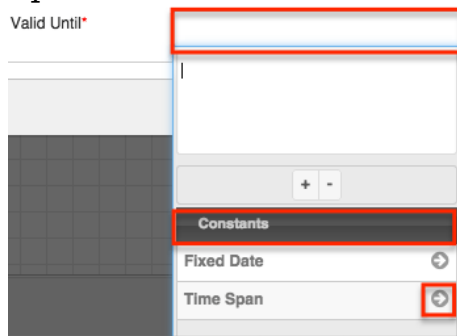 Valid Until*
+ -
Constants
Fixed Date
Time Span